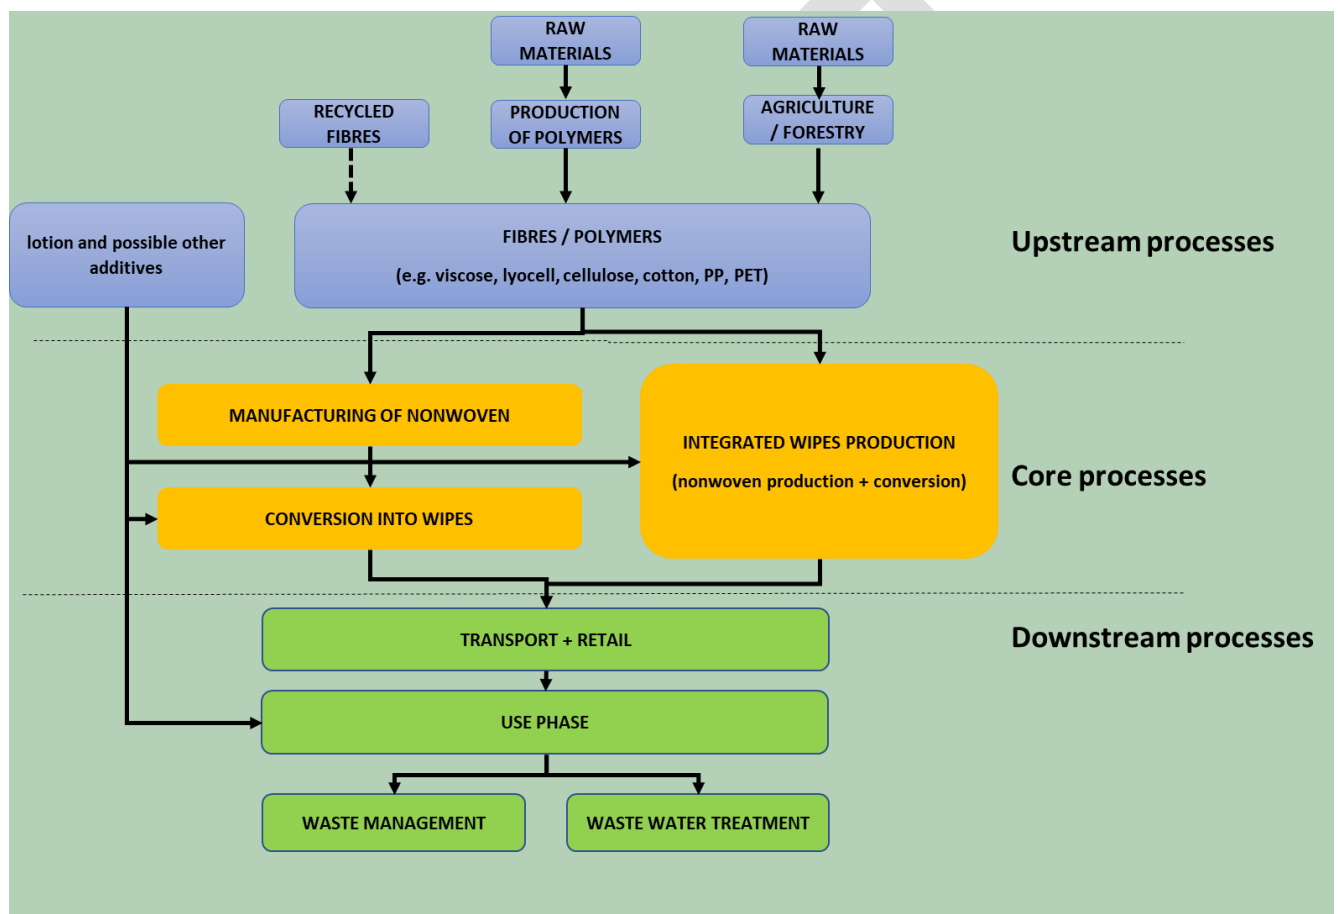 RAW
MATERIALS
RAW
MATERIALS
RECYCLED
FIBRES
PRODUCTION
OF POLYMERS
AGRICULTURE
/ FORESTRY
lotion and possible other
additives
FIBRES / POLYMERS
(e.g. viscose, lyocell, cellulose, cotton, PP, PET)
Upstream processes
MANUFACTURING OF NONWOVEN
INTEGRATED WIPES PRODUCTION
(nonwoven production + conversion)
Core processes
CONVERSION INTO WIPES
TRANSPORT + RETAIL
Downstream processes
USE PHASE
WASTE MANAGEMENT
WASTE WATER TREATMENT